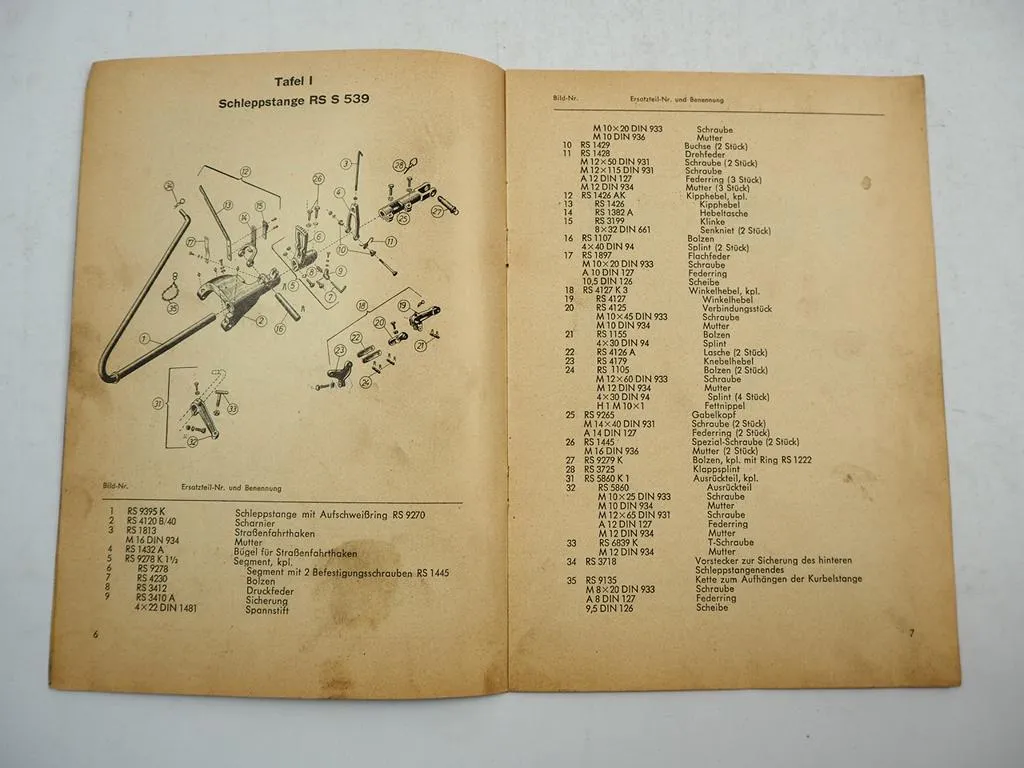 Tafel I
Schleppstange RS S 539
Bild-Nr. Ersatzteil-Nr. und Benennung
1 RS 9395 K Schleppstange mit Aufschweißring RS 9270
2 RS 4120 B/40 Scharnier
3 RS 1813 Straßenfahrthaken
M 16 DIN 934 Mutter
4 RS 1432 A Bügel für Straßenfahrthaken
5 RS 9278 K 1½ Segment, kpl.
6 RS 9278 Segment mit 2 Befestigungsschrauben RS 1445
7 RS 4230 Bolzen
8 RS 3412 Druckfeder
9 RS 3410 A Sicherung
4×22 DIN 1481 Spannstift
6
Bild-Nr. Ersatzteil-Nr. und Benennung
M 10×20 DIN 933 Schraube
M 10 DIN 936 Mutter
10 RS 1429 Buchse (2 Stück)
11 RS 1428 Drehfeder
M 12×50 DIN 931 Schraube (2 Stück)
M 12×115 DIN 931 Schraube
A 12 DIN 127 Federring (3 Stück)
M 12 DIN 934 Mutter (3 Stück)
12 RS 1426 AK Kipphebel, kpl.
13 RS 1426 Kipphebel
14 RS 1382 A Hebeltasche
15 RS 3199 Klinke
8×32 DIN 661 Senkniet (2 Stück)
16 RS 1107 Bolzen
4×40 DIN 94 Splint (2 Stück)
17 RS 1897 Flachfeder
M 10×20 DIN 933 Schraube
A 10 DIN 127 Federring
10,5 DIN 126 Scheibe
18 RS 4127 K 3 Winkelhebel, kpl.
19 RS 4127 Winkelhebel
20 RS 4125 Verbindungsstück
M 10×45 DIN 933 Schraube
M 10 DIN 934 Mutter
21 RS 1155 Bolzen
4×30 DIN 94 Splint
22 RS 4126 A Lasche (2 Stück)
23 RS 4179 Knebelhebel
24 RS 1105 Bolzen (2 Stück)
M 12×60 DIN 933 Schraube
M 12 DIN 934 Mutter
4×30 DIN 94 Splint (4 Stück)
H 1 M 10×1 Fettnippel
25 RS 9265 Gabelkopf
M 14×40 DIN 931 Schraube (2 Stück)
A 14 DIN 127 Federring (2 Stück)
26 RS 1445 Spezial-Schraube (2 Stück)
M 16 DIN 936 Mutter (2 Stück)
27 RS 9279 K Bolzen, kpl. mit Ring RS 1222
28 RS 3725 Klappsplint
31 RS 5860 K 1 Ausrückteil, kpl.
32 RS 5860 Ausrückteil
M 10×25 DIN 933 Schraube
M 10 DIN 934 Mutter
M 12×65 DIN 931 Schraube
A 12 DIN 127 Federring
M 12 DIN 934 Mutter
33 RS 6839 K T-Schraube
M 12 DIN 934 Mutter
34 RS 3718 Vorstecker zur Sicherung des hinteren
Schleppstangenendes
35 RS 9135 Kette zum Aufhängen der Kurbelstange
M 8×20 DIN 933 Schraube
A 8 DIN 127 Federring
9,5 DIN 126 Scheibe
7